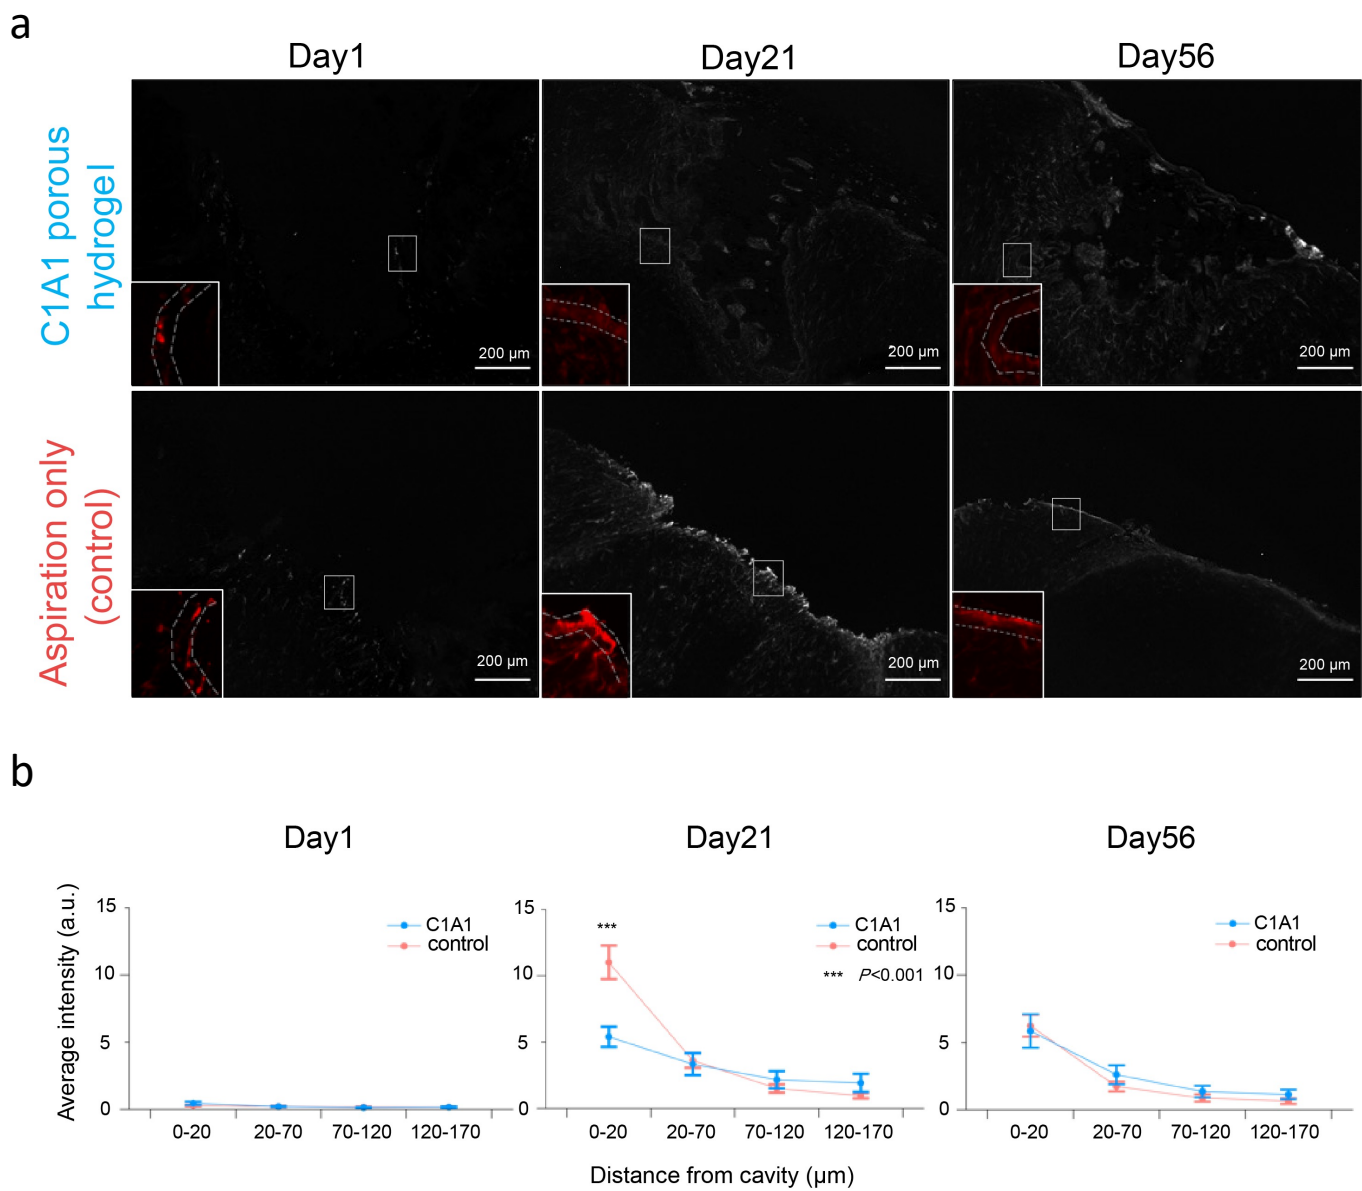 a
Day1
Day21
Day56
C1A1 porous
hydrogel
200 µm
200 µm
200 µm
Aspiration only
(control)
200 µm
200 µm
200 µm
b
Day1
Day21
Day56
Average intensity (a.u.)
15
10
5
0
C1A1
control
0-20
20-70
70-120
120-170
15
10
5
0
***
C1A1
control
*** P<0.001
0-20
20-70
70-120
120-170
15
10
5
0
C1A1
control
0-20
20-70
70-120
120-170
Distance from cavity (µm)